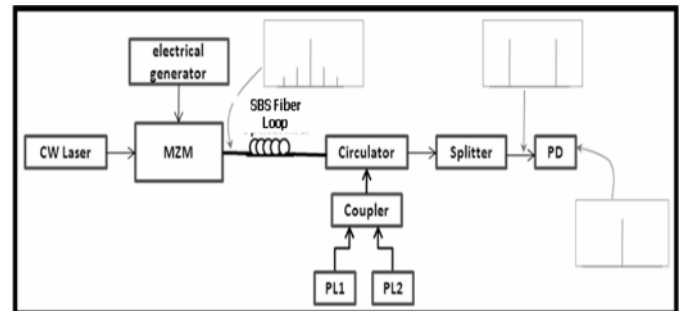 electrical
generator
SBS Fiber
Loop
CW Laser
MZM
Circulator
Splitter
PD
Coupler
PL1
PL2